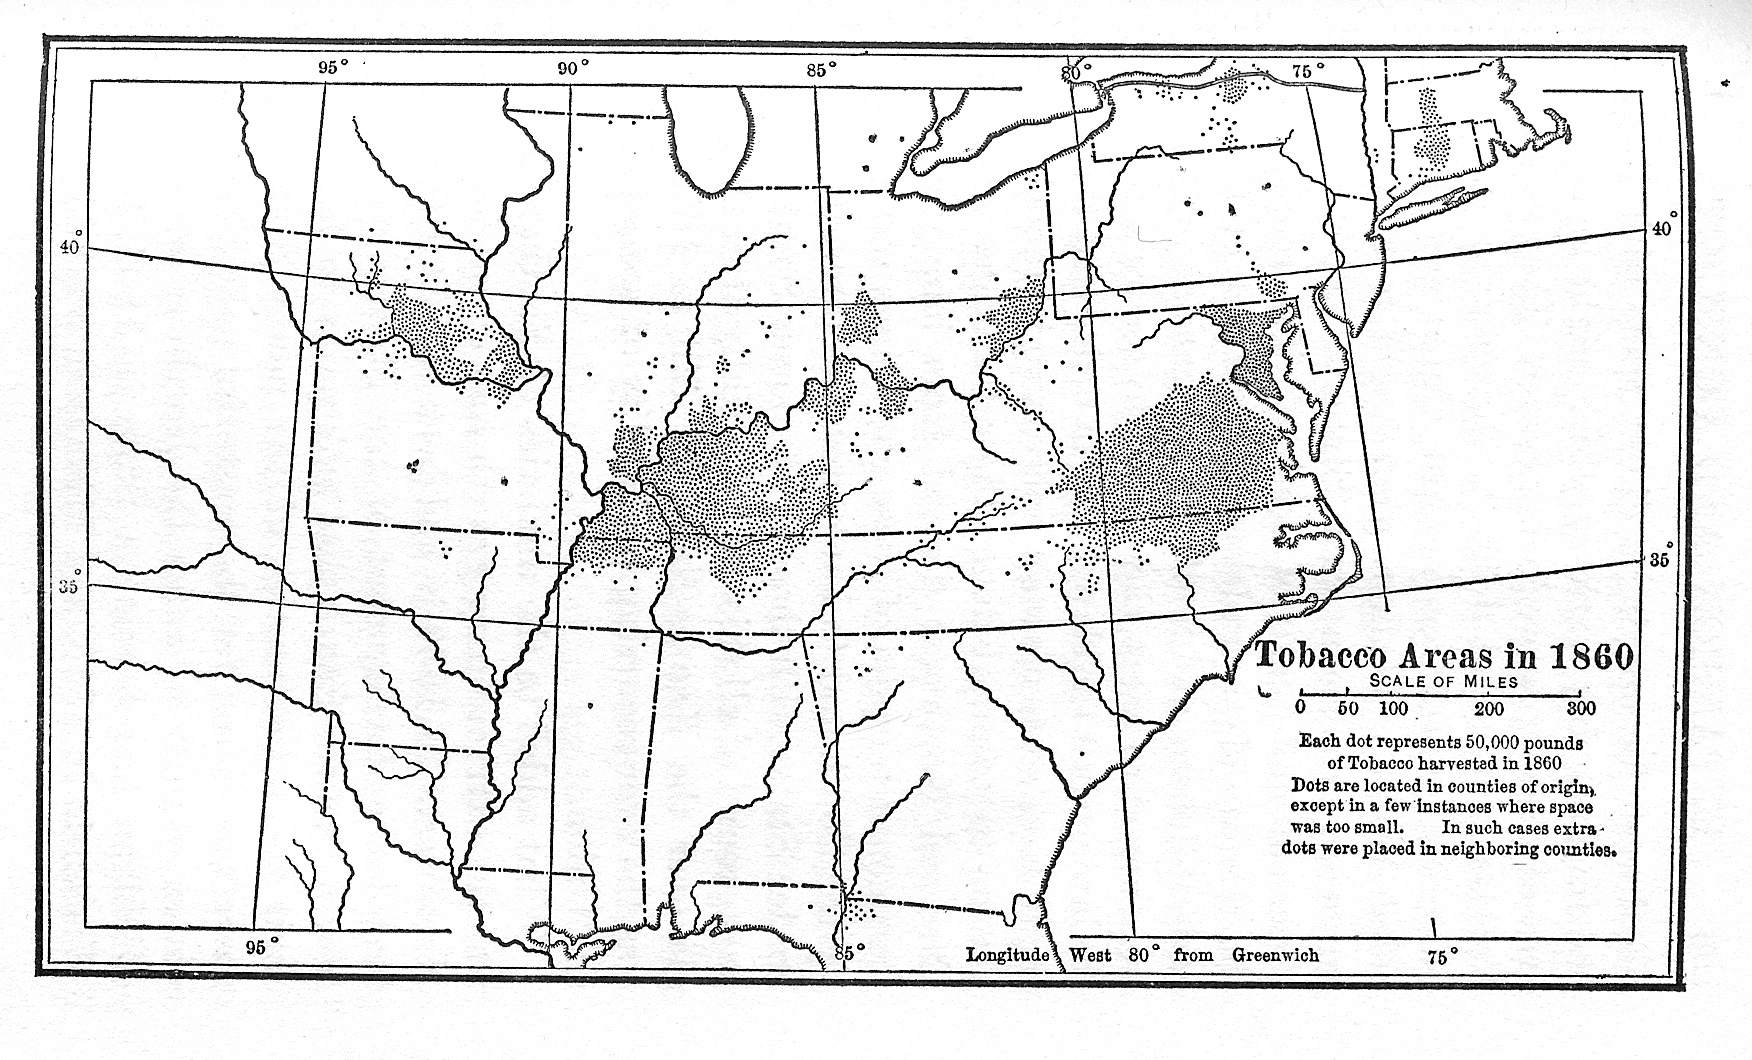 95° 90° 85° 80° 75°
40° 40°
35° 35°
Tobacco Areas in 1860
SCALE OF MILES
0 50 100 200 300
Each dot represents 50,000 pounds
of Tobacco harvested in 1860
Dots are located in counties of origin,
except in a few instances where space
was too small. In such cases extra-
dots were placed in neighboring counties.
95° 85° Longitude West 80° from Greenwich 75°